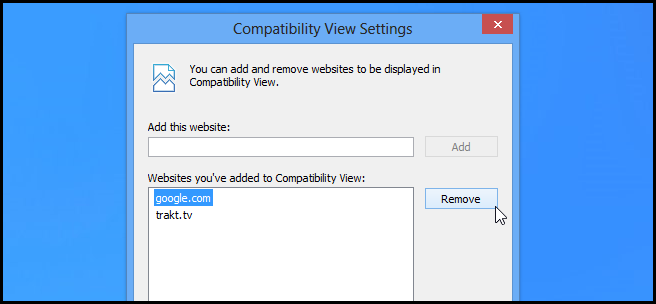 Compatibility View Settings
You can add and remove websites to be displayed in
Compatibility View.
Add this website:
Add
Websites you've added to Compatibility View:
google.com
Remove
trakt.tv